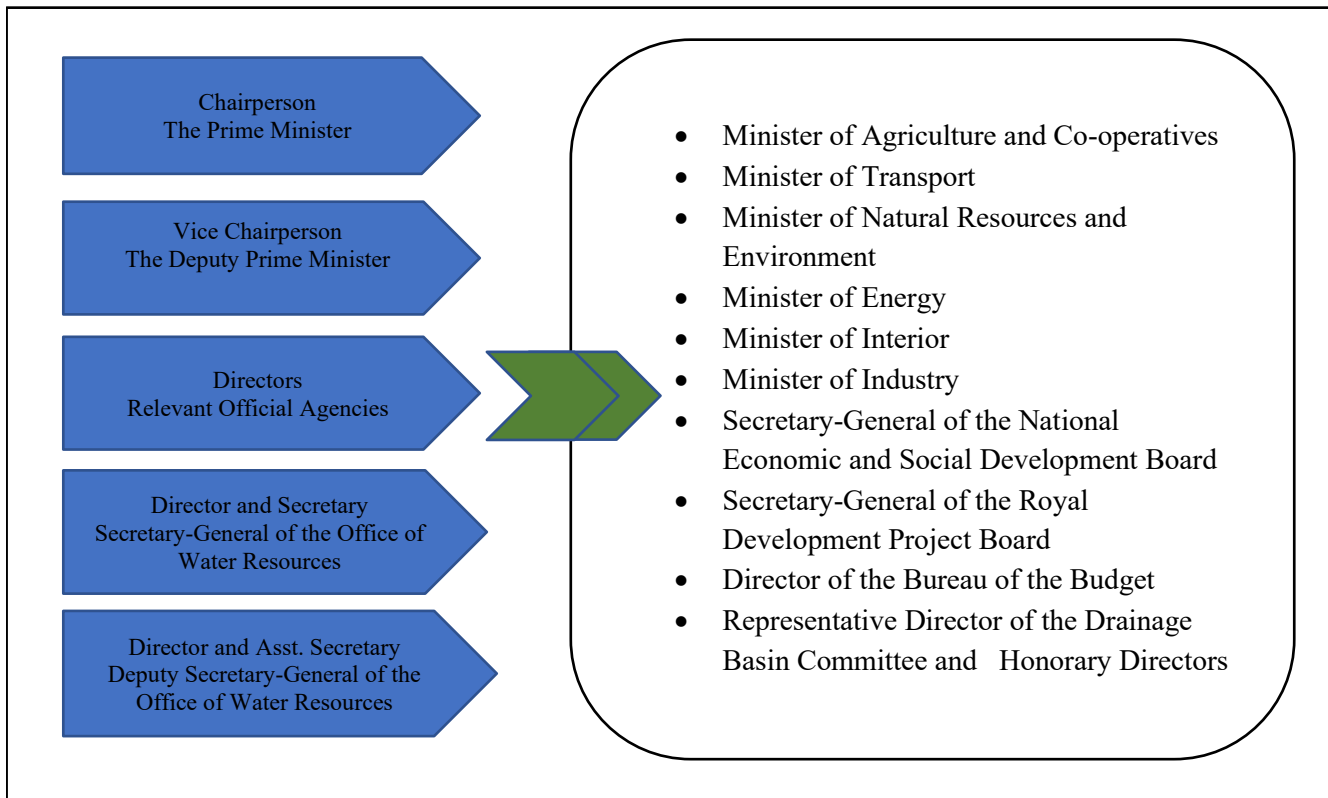 Chairperson
The Prime Minister
Vice Chairperson
The Deputy Prime Minister
Directors
Relevant Official Agencies
Director and Secretary
Secretary-General of the Office of
Water Resources
Director and Asst. Secretary
Deputy Secretary-General of the
Office of Water Resources
• Minister of Agriculture and Co-operatives
• Minister of Transport
• Minister of Natural Resources and
Environment
• Minister of Energy
• Minister of Interior
• Minister of Industry
• Secretary-General of the National
Economic and Social Development Board
• Secretary-General of the Royal
Development Project Board
• Director of the Bureau of the Budget
• Representative Director of the Drainage
Basin Committee and   Honorary Directors